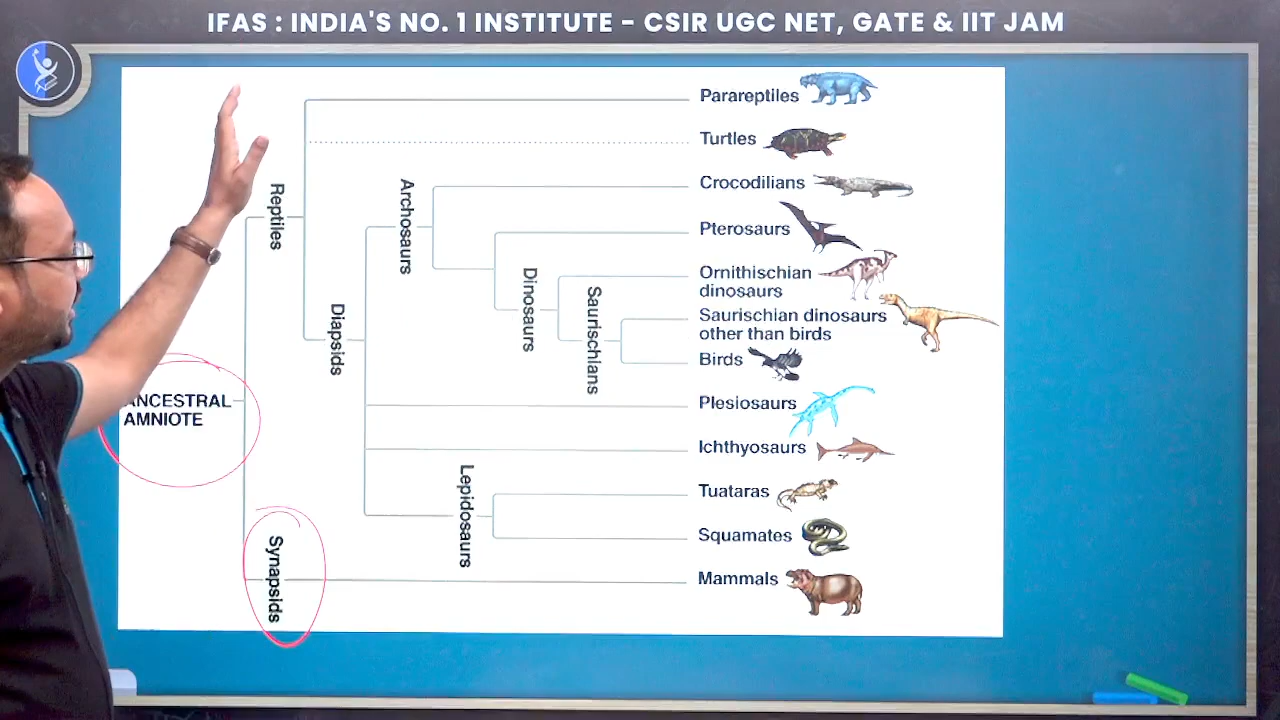 IFAS : INDIA'S NO. 1 INSTITUTE – CSIR UGC NET, GATE & IIT JAM
Parareptiles
Turtles
Crocodilians
Pterosaurs
Ornithischian
dinosaurs
Saurischian dinosaurs
other than birds
Birds
Plesiosaurs
Ichthyosaurs
Tuataras
Squamates
Mammals
Reptiles
Archosaurs
Dinosaurs
Saurischians
Diapsids
Lepidosaurs
ANCESTRAL
AMNIOTE
Synapsids